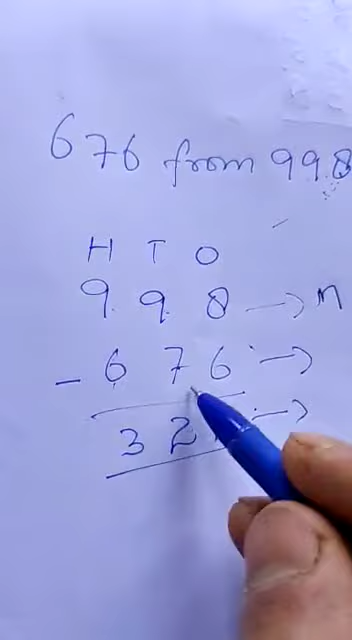 676 from 998
H T O
9 9 8 → m
- 6 7 6 →
3 2 →